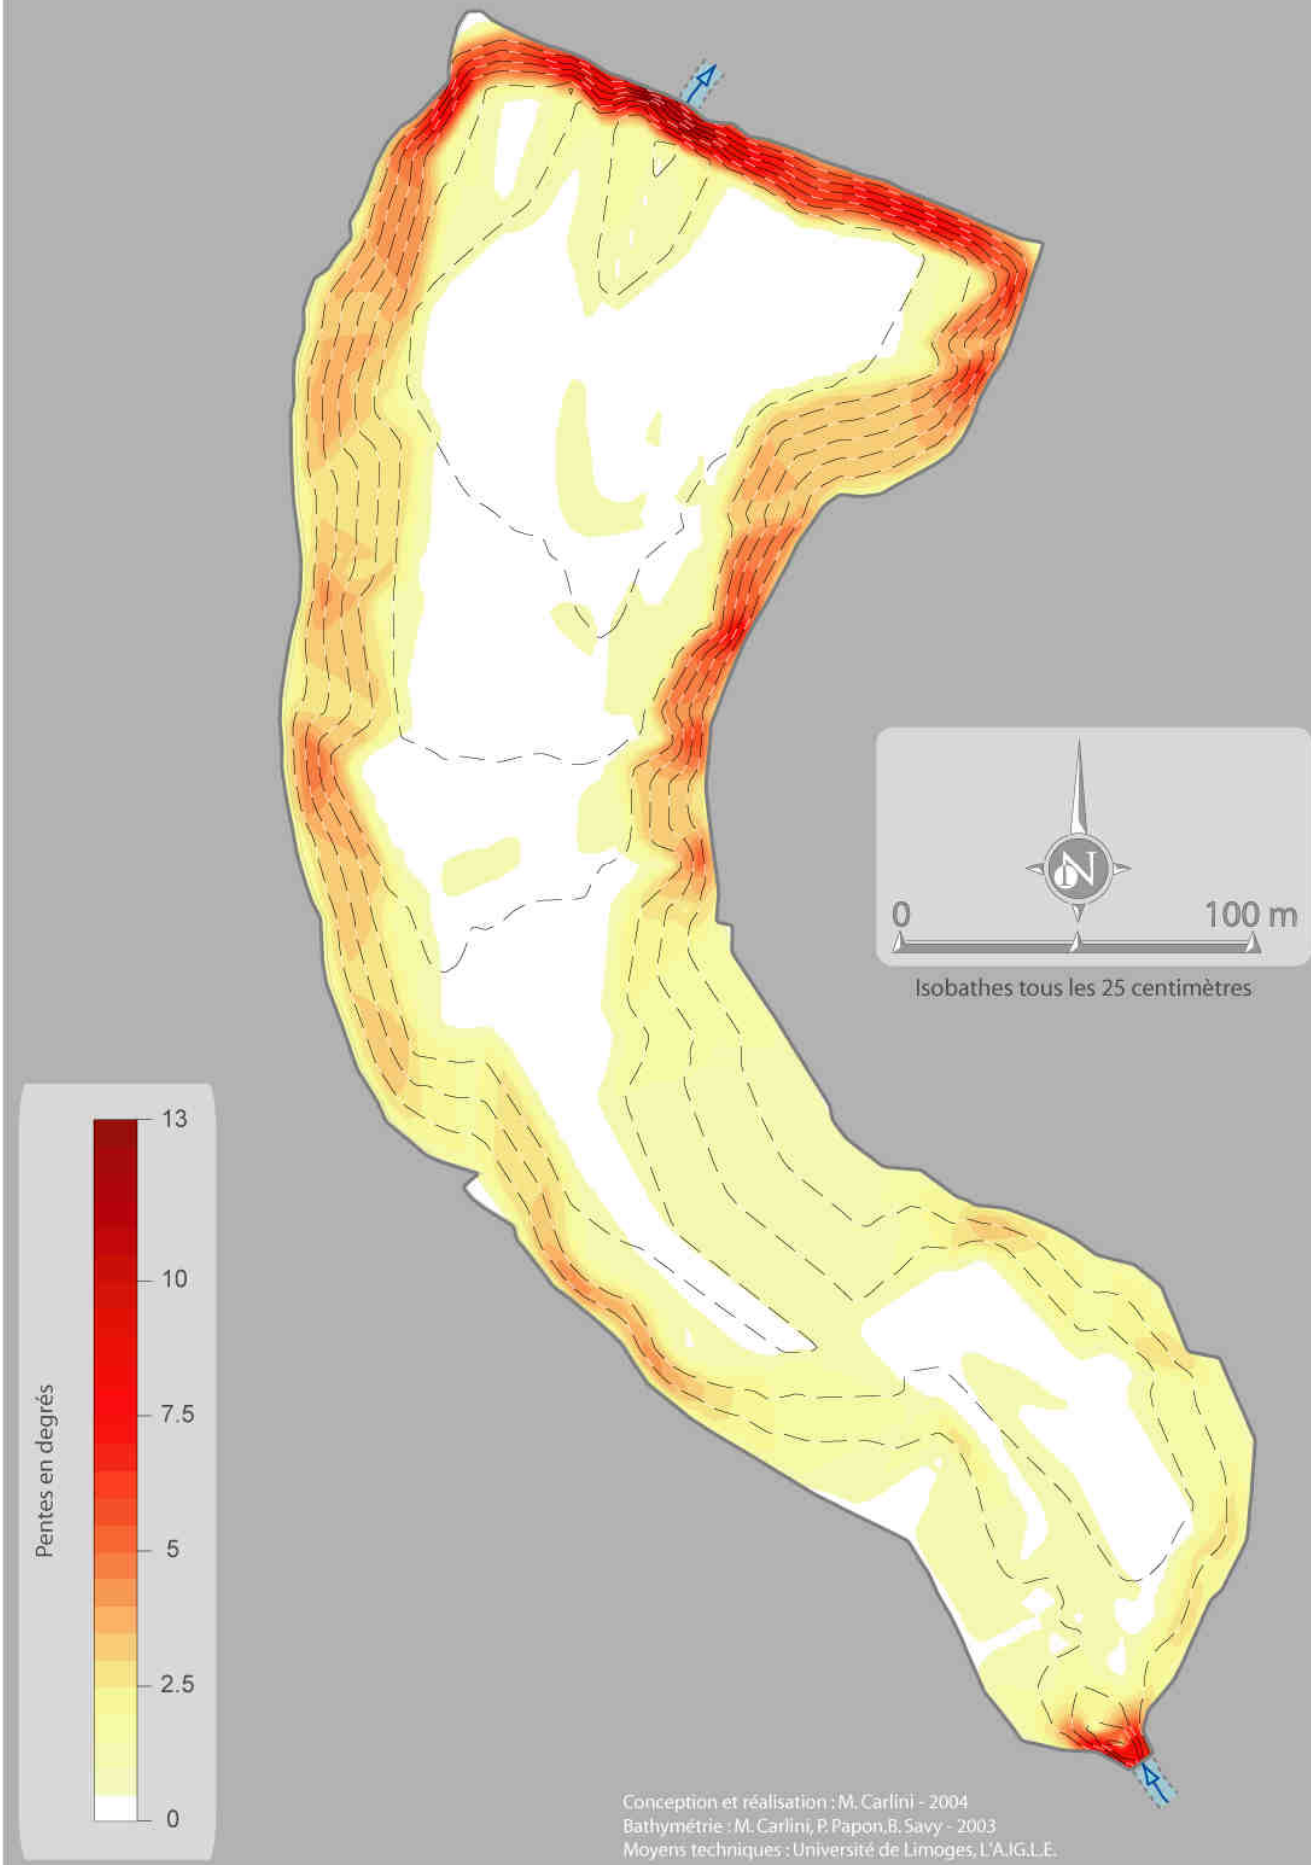 N
0 100 m
Isobathes tous les 25 centimètres
13
10
7.5
5
2.5
0
Pentes en degrés
Conception et réalisation : M. Carlini - 2004
Bathymétrie : M. Carlini, P. Papon,B. Savy - 2003
Moyens techniques : Université de Limoges, L'A.IG.L.E.